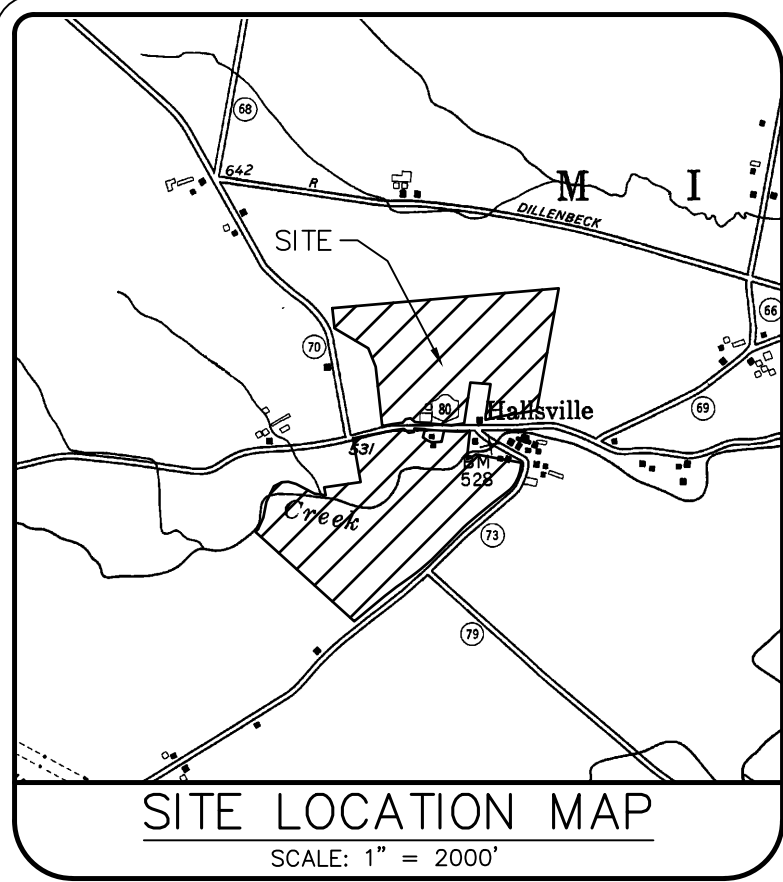 68
642
R
M I
DILLENBECK
SITE
66
70
80
Hallsville
69
531
BM
528
Creek
73
79
SITE LOCATION MAP
SCALE: 1" = 2000'